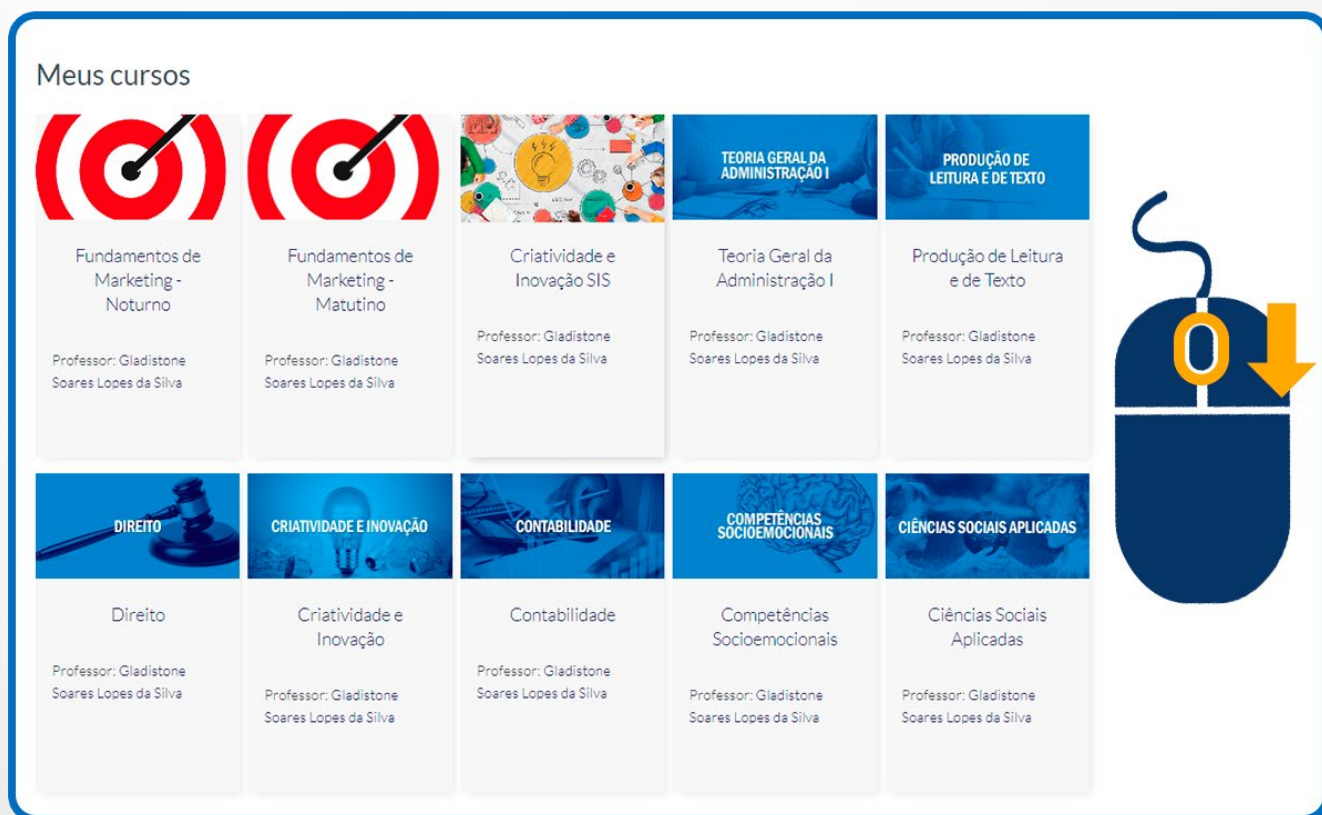 Meus cursos
TEORIA GERAL DA
ADMINISTRAÇÃO I
PRODUÇÃO DE
LEITURA E DE TEXTO
Fundamentos de
Marketing -
Noturno
Professor: Gladistone
Soares Lopes da Silva
Fundamentos de
Marketing -
Matutino
Professor: Gladistone
Soares Lopes da Silva
Criatividade e
Inovação SIS
Professor: Gladistone
Soares Lopes da Silva
Teoria Geral da
Administração I
Professor: Gladistone
Soares Lopes da Silva
Produção de Leitura
e de Texto
Professor: Gladistone
Soares Lopes da Silva
DIREITO
Direito
Professor: Gladistone
Soares Lopes da Silva
CRIATIVIDADE E INOVAÇÃO
Criatividade e
Inovação
Professor: Gladistone
Soares Lopes da Silva
CONTABILIDADE
Contabilidade
Professor: Gladistone
Soares Lopes da Silva
COMPETÊNCIAS
SOCIOEMOCIONAIS
Competências
Socioemocionais
Professor: Gladistone
Soares Lopes da Silva
CIÊNCIAS SOCIAIS APLICADAS
Ciências Sociais
Aplicadas
Professor: Gladistone
Soares Lopes da Silva